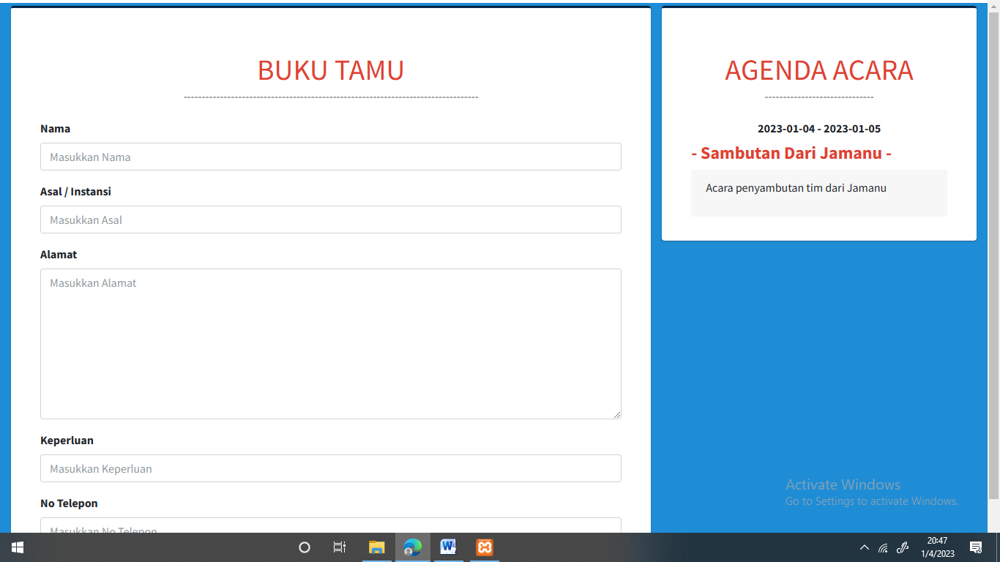 BUKU TAMU
--------------------------------------------------------------------------------
Nama
Masukkan Nama
Asal / Instansi
Masukkan Asal
Alamat
Masukkan Alamat
Keperluan
Masukkan Keperluan
No Telepon
Masukkan No Telepon
AGENDA ACARA
------------------------------
2023-01-04 - 2023-01-05
- Sambutan Dari Jamanu -
Acara penyambutan tim dari Jamanu
Activate Windows
Go to Settings to activate Windows.
20:47
1/4/2023